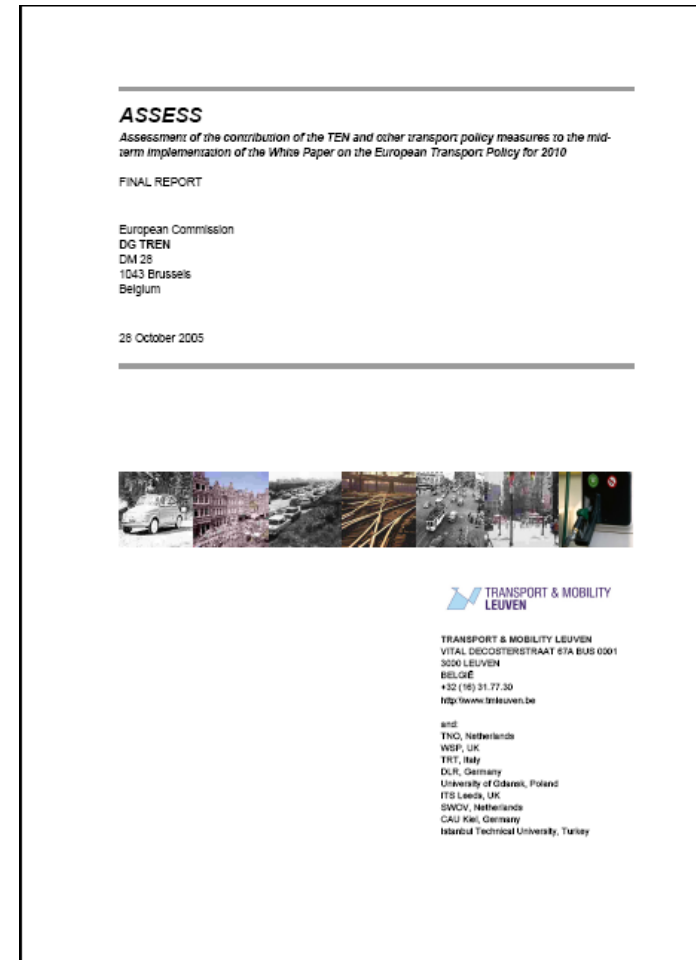 ASSESS
Assessment of the contribution of the TEN and other transport policy measures to the mid-
term implementation of the White Paper on the European Transport Policy for 2010
FINAL REPORT
European Commission
DG TREN
DM 28
1043 Brussels
Belgium
28 October 2005
TRANSPORT & MOBILITY
LEUVEN
TRANSPORT & MOBILITY LEUVEN
VITAL DECOSTERSTRAAT 67A BUS 0001
3000 LEUVEN
BELGIË
+32 (16) 31.77.30
http:\\www.tmleuven.be
and:
TNO, Netherlands
WSP, UK
TRT, Italy
DLR, Germany
University of Gdansk, Poland
ITS Leeds, UK
SWOV, Netherlands
CAU Kiel, Germany
Istanbul Technical University, Turkey